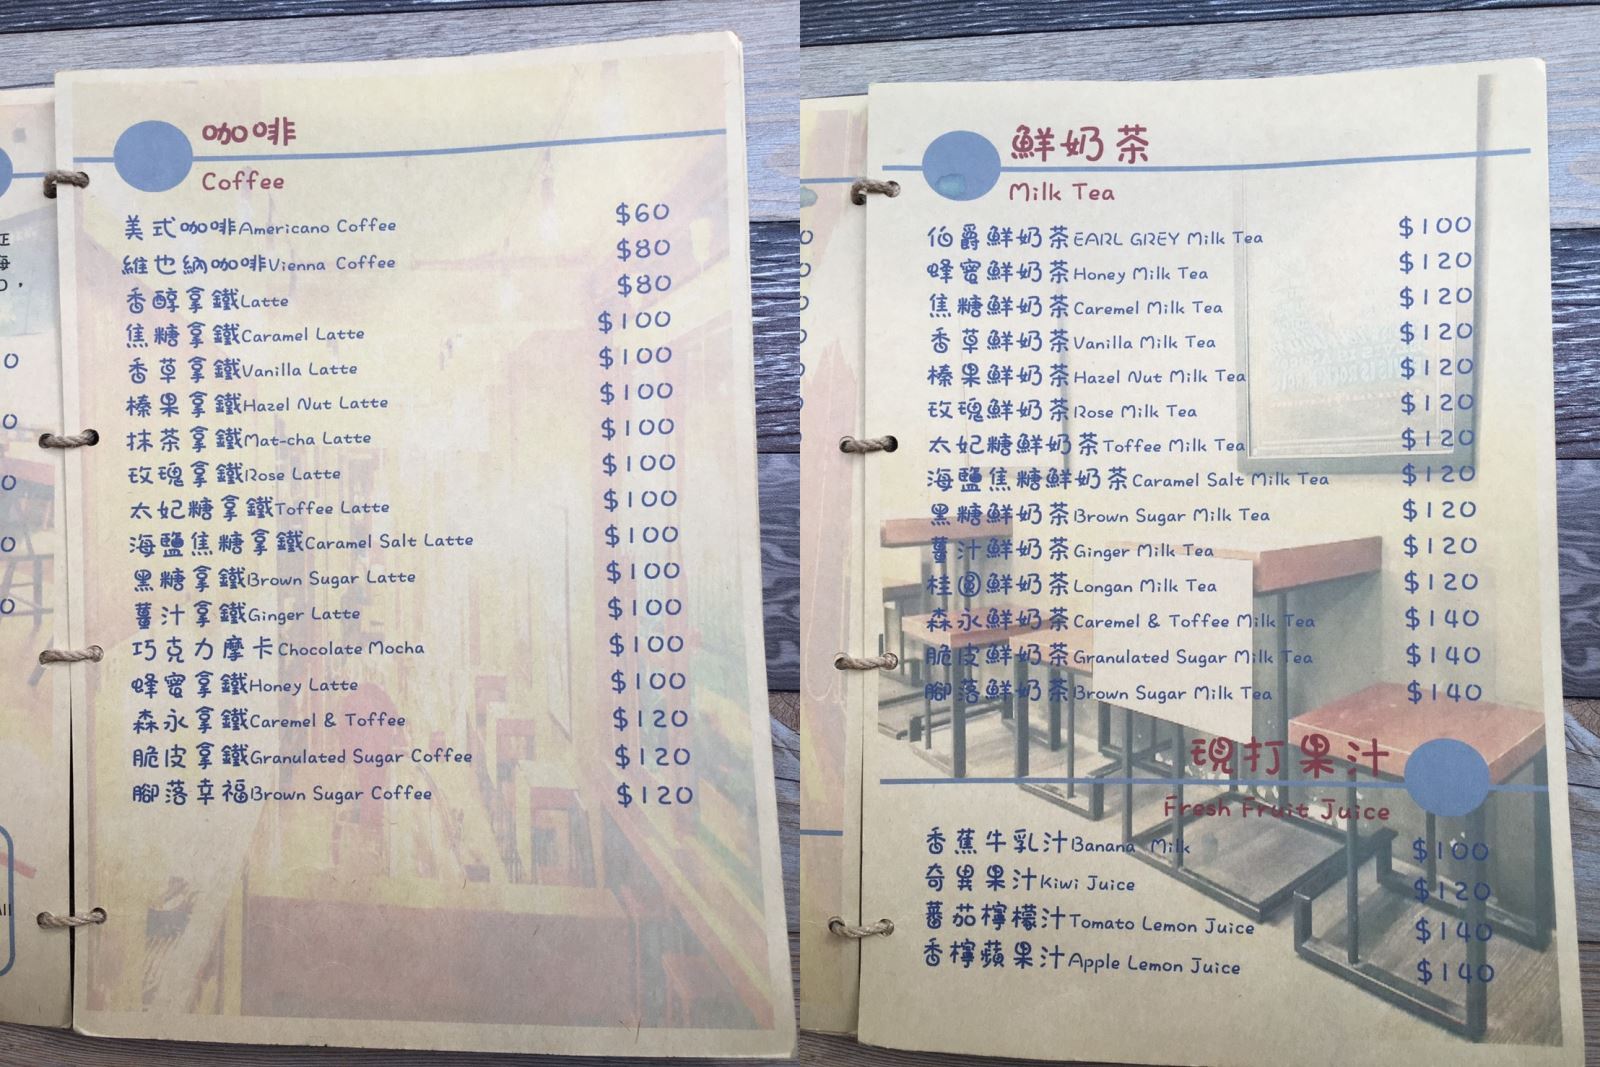 咖啡
Coffee
美式咖啡Americano Coffee $60
維也納咖啡Vienna Coffee $80
香醇拿鐵Latte $80
焦糖拿鐵Caramel Latte $100
香草拿鐵Vanilla Latte $100
榛果拿鐵Hazel Nut Latte $100
抹茶拿鐵Mat-cha Latte $100
玫瑰拿鐵Rose Latte $100
太妃糖拿鐵Toffee Latte $100
海鹽焦糖拿鐵Caramel Salt Latte $100
黑糖拿鐵Brown Sugar Latte $100
薑汁拿鐵Ginger Latte $100
巧克力摩卡Chocolate Mocha $100
蜂蜜拿鐵Honey Latte $100
森永拿鐵Caremel & Toffee $120
脆皮拿鐵Granulated Sugar Coffee $120
腳落幸福Brown Sugar Coffee $120
鮮奶茶
Milk Tea
伯爵鮮奶茶EARL GREY Milk Tea $100
蜂蜜鮮奶茶Honey Milk Tea $120
焦糖鮮奶茶Caremel Milk Tea $120
香草鮮奶茶Vanilla Milk Tea $120
榛果鮮奶茶Hazel Nut Milk Tea $120
玫瑰鮮奶茶Rose Milk Tea $120
太妃糖鮮奶茶Toffee Milk Tea $120
海鹽焦糖鮮奶茶Caramel Salt Milk Tea $120
黑糖鮮奶茶Brown Sugar Milk Tea $120
薑汁鮮奶茶Ginger Milk Tea $120
桂圓鮮奶茶Longan Milk Tea $120
森永鮮奶茶Caremel & Toffee Milk Tea $140
脆皮鮮奶茶Granulated Sugar Milk Tea $140
腳落鮮奶茶Brown Sugar Milk Tea $140
現打果汁
Fresh Fruit Juice
香蕉牛乳汁Banana Milk $100
奇異果汁Kiwi Juice $120
蕃茄檸檬汁Tomato Lemon Juice $140
香檸蘋果汁Apple Lemon Juice $140